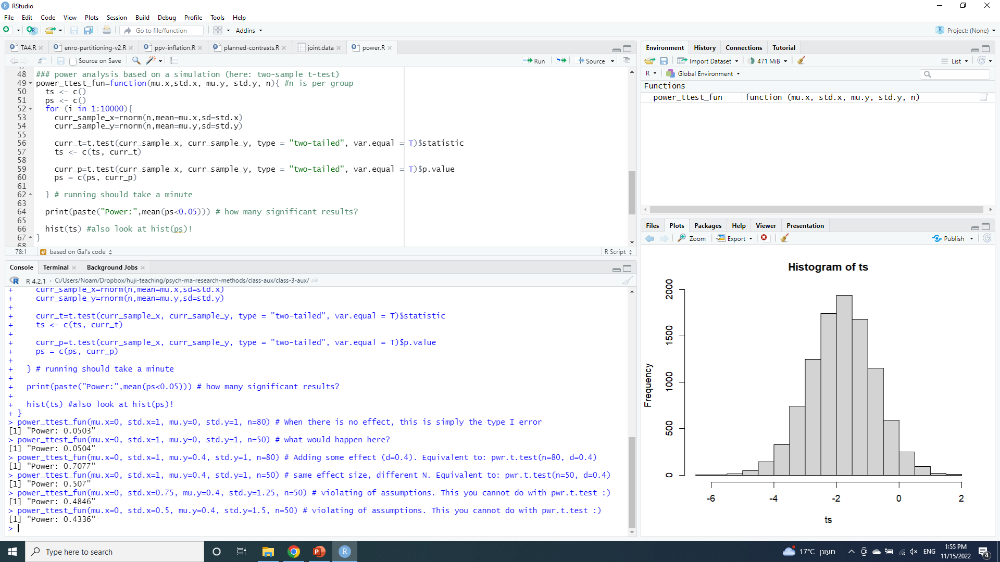 RStudio
File Edit Code View Plots Session Build Debug Profile Tools Help
Go to file/function Addins Project: (None)
TA4.R enro-partitioning-v2.R ppv-inflation.R planned-contrasts.R joint.data power.R
Source on Save Run Source
48 ### power analysis based on a simulation (here: two-sample t-test)
49 power_ttest_fun=function(mu.x,std.x, mu.y, std.y, n){ #n is per group
50 ts <- c()
51 ps <- c()
52 for (i in 1:10000){
53 curr_sample_x=rnorm(n,mean=mu.x,sd=std.x)
54 curr_sample_y=rnorm(n,mean=mu.y,sd=std.y)
55
56 curr_t=t.test(curr_sample_x, curr_sample_y, type = "two-tailed", var.equal = T)$statistic
57 ts <- c(ts, curr_t)
58
59 curr_p=t.test(curr_sample_x, curr_sample_y, type = "two-tailed", var.equal = T)$p.value
60 ps = c(ps, curr_p)
61
62 } # running should take a minute
63
64 print(paste("Power:",mean(ps<0.05))) # how many significant results?
65
66 hist(ts) #also look at hist(ps)!
67 }
68
78:1 # based on Gal's code R Script
Console Terminal Background Jobs
R 4.2.1 · C:/Users/Noam/Dropbox/huji-teaching/psych-ma-research-methods/class-aux/class-3-aux/
+ curr_sample_x=rnorm(n,mean=mu.x,sd=std.x)
+ curr_sample_y=rnorm(n,mean=mu.y,sd=std.y)
+
+ curr_t=t.test(curr_sample_x, curr_sample_y, type = "two-tailed", var.equal = T)$statistic
+ ts <- c(ts, curr_t)
+
+ curr_p=t.test(curr_sample_x, curr_sample_y, type = "two-tailed", var.equal = T)$p.value
+ ps = c(ps, curr_p)
+
+ } # running should take a minute
+
+ print(paste("Power:",mean(ps<0.05))) # how many significant results?
+
+ hist(ts) #also look at hist(ps)!
+ }
> power_ttest_fun(mu.x=0, std.x=1, mu.y=0, std.y=1, n=80) # When there is no effect, this is simply the type I error
[1] "Power: 0.0503"
> power_ttest_fun(mu.x=0, std.x=1, mu.y=0, std.y=1, n=50) # what would happen here?
[1] "Power: 0.0504"
> power_ttest_fun(mu.x=0, std.x=1, mu.y=0.4, std.y=1, n=80) # Adding some effect (d=0.4). Equivalent to: pwr.t.test(n=80, d=0.4)
[1] "Power: 0.7077"
> power_ttest_fun(mu.x=0, std.x=1, mu.y=0.4, std.y=1, n=50) # same effect size, different N. Equivalent to: pwr.t.test(n=50, d=0.4)
[1] "Power: 0.507"
> power_ttest_fun(mu.x=0, std.x=0.75, mu.y=0.4, std.y=1.25, n=50) # violating of assumptions. This you cannot do with pwr.t.test :)
[1] "Power: 0.4846"
> power_ttest_fun(mu.x=0, std.x=0.5, mu.y=0.4, std.y=1.5, n=50) # violating of assumptions. This you cannot do with pwr.t.test :)
[1] "Power: 0.4336"
>
Environment History Connections Tutorial
Import Dataset 471 MiB List
R Global Environment
Functions
power_ttest_fun function (mu.x, std.x, mu.y, std.y, n)
Files Plots Packages Help Viewer Presentation
Zoom Export Publish
Histogram of ts
Frequency
2000
1500
1000
500
0
-6 -4 -2 0 2
ts
Type here to search
17°C מעונן ENG 1:55 PM
11/15/2022
4